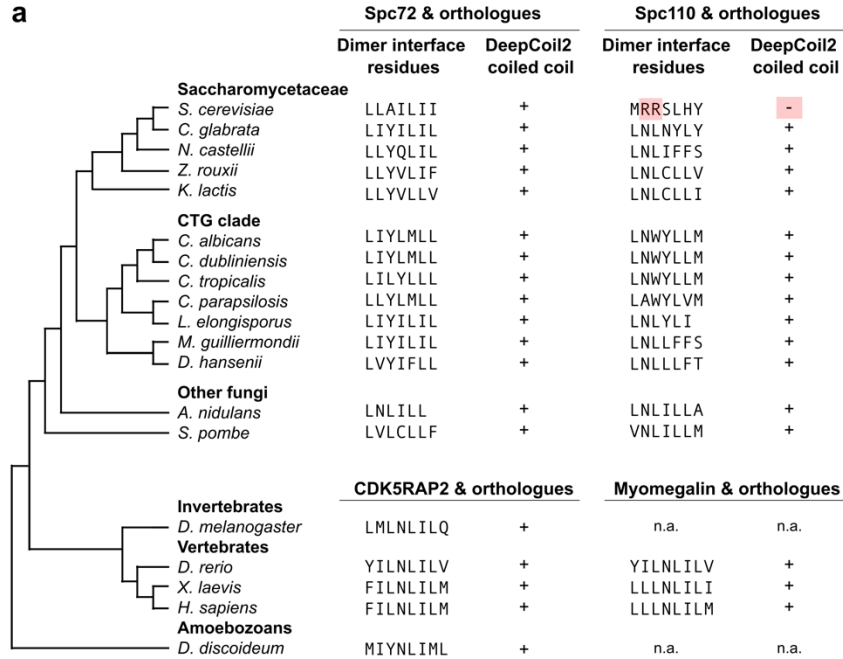 a
Spc72 & orthologues Spc110 & orthologues
Dimer interface residues DeepCoil2 coiled coil Dimer interface residues DeepCoil2 coiled coil
Saccharomycetaceae
S. cerevisiae LLAILII + MRRSLHY -
C. glabrata LIYILIL + LNLNYLY +
N. castellii LLYQLIL + LNLIFFS +
Z. rouxii LLYVLIF + LNLCLLV +
K. lactis LLYVLLV + LNLCLLI +
CTG clade
C. albicans LIYLMLL + LNWYLLM +
C. dubliniensis LIYLMLL + LNWYLLM +
C. tropicalis LILYLLL + LNWYLLM +
C. parapsilosis LLYLMLL + LAWYLVM +
L. elongisporus LIYILIL + LNLYLI +
M. guilliermondii LIYILIL + LNLLFFS +
D. hansenii LVYIFLL + LNLLLFT +
Other fungi
A. nidulans LNLILL + LNLILLA +
S. pombe LVLCLLF + VNLILLM +
CDK5RAP2 & orthologues Myomegalin & orthologues
Invertebrates
D. melanogaster LMLNLILQ + n.a. n.a.
Vertebrates
D. rerio YILNLILV + YILNLILV +
X. laevis FILNLILM + LLLNLILI +
H. sapiens FILNLILM + LLLNLILM +
Amoebozoans
D. discoideum MIYNLIML + n.a. n.a.